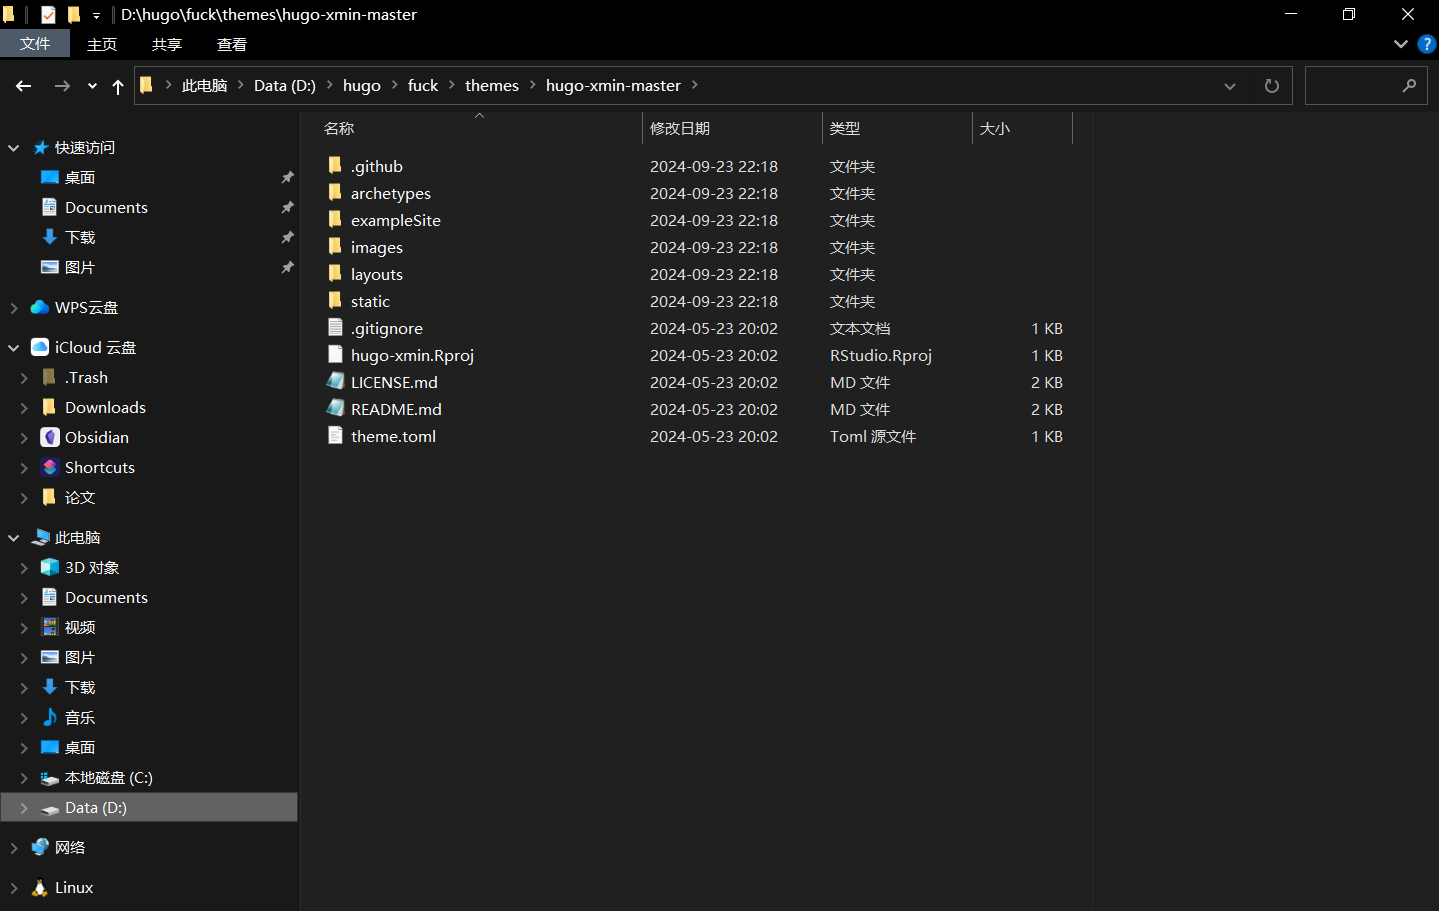 D:\hugo\fuck\themes\hugo-xmin-master
文件 主页 共享 查看
此电脑 Data (D:) hugo fuck themes hugo-xmin-master
名称 修改日期 类型 大小
快速访问
桌面
Documents
下载
图片
WPS云盘
iCloud 云盘
.Trash
Downloads
Obsidian
Shortcuts
论文
此电脑
3D 对象
Documents
视频
图片
下载
音乐
桌面
本地磁盘 (C:)
Data (D:)
网络
Linux
.github 2024-09-23 22:18 文件夹
archetypes 2024-09-23 22:18 文件夹
exampleSite 2024-09-23 22:18 文件夹
images 2024-09-23 22:18 文件夹
layouts 2024-09-23 22:18 文件夹
static 2024-09-23 22:18 文件夹
.gitignore 2024-05-23 20:02 文本文档 1 KB
hugo-xmin.Rproj 2024-05-23 20:02 RStudio.Rproj 1 KB
LICENSE.md 2024-05-23 20:02 MD 文件 2 KB
README.md 2024-05-23 20:02 MD 文件 2 KB
theme.toml 2024-05-23 20:02 Toml 源文件 1 KB